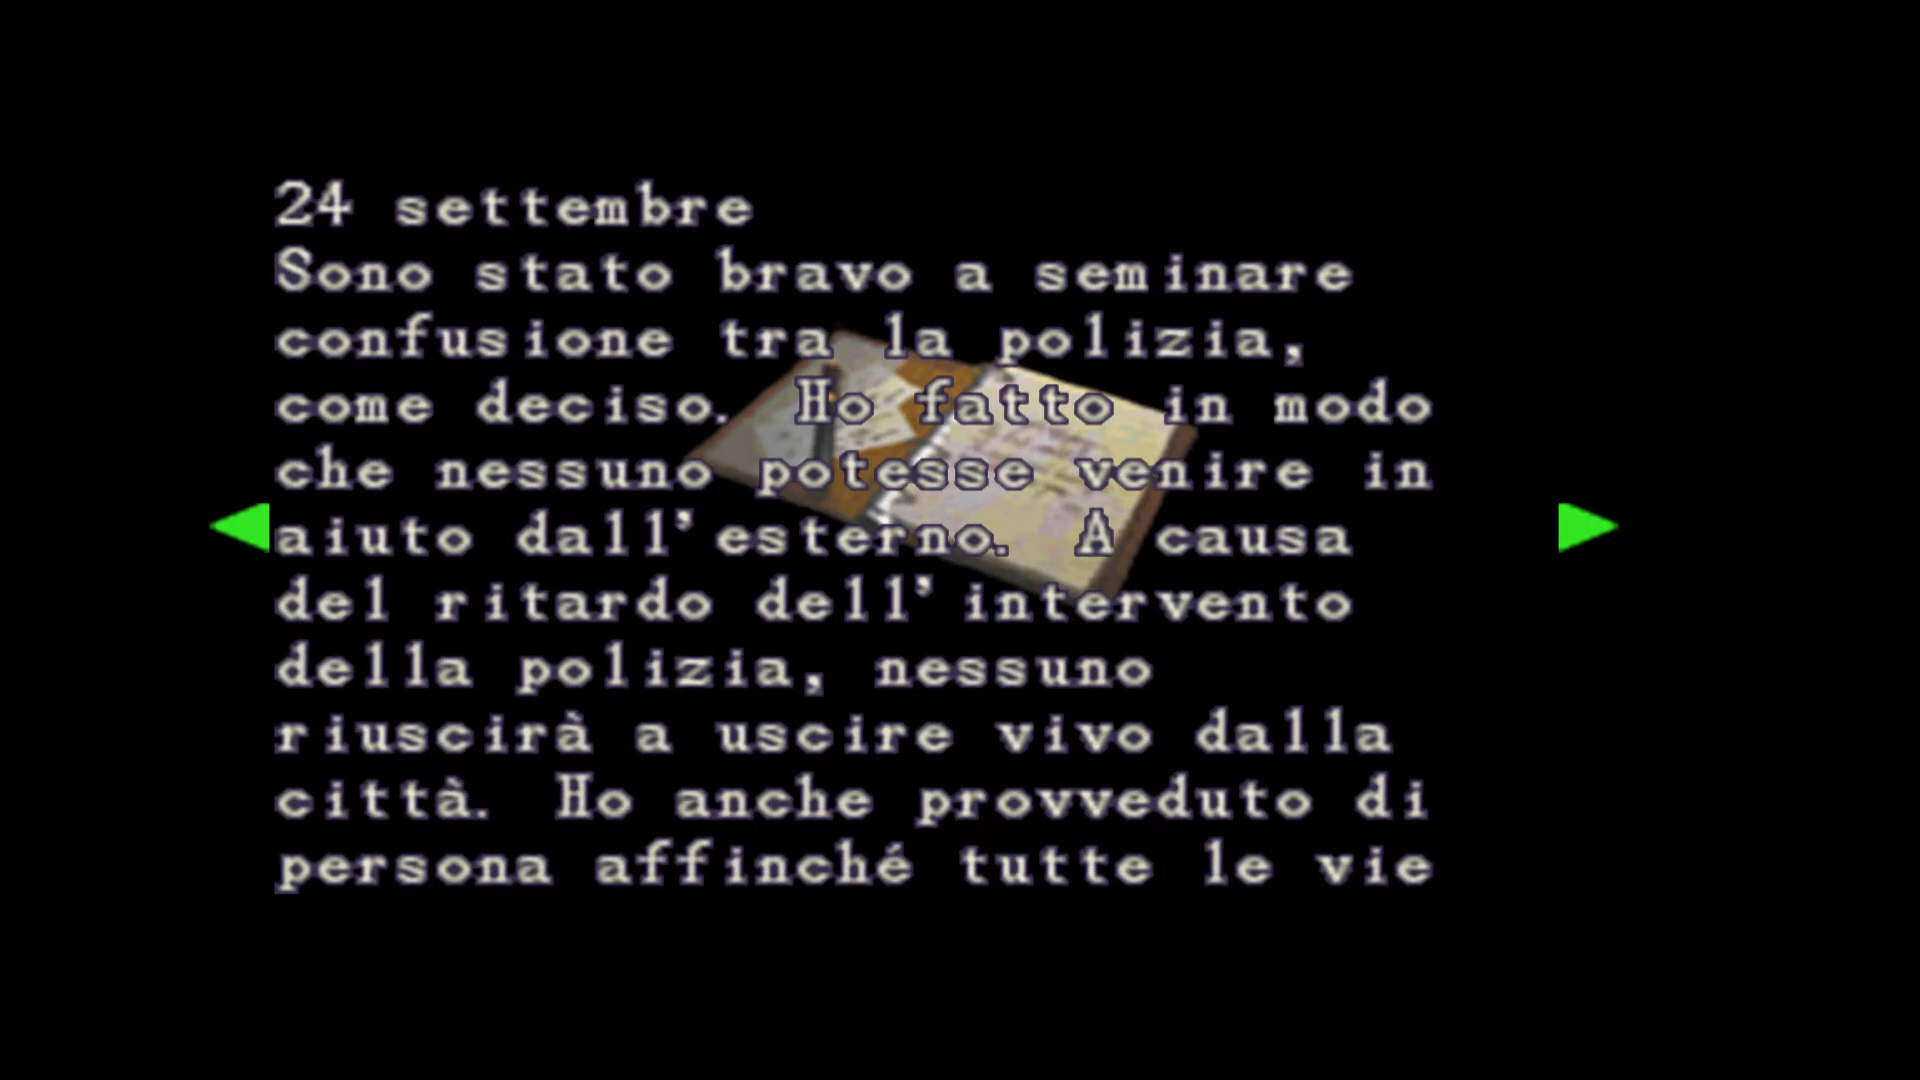 24 settembre
Sono stato bravo a seminare
confusione tra la polizia,
come deciso. Ho fatto in modo
che nessuno potesse venire in
aiuto dall'esterno. A causa
del ritardo dell'intervento
della polizia, nessuno
riuscirà a uscire vivo dalla
città. Ho anche provveduto di
persona affinché tutte le vie